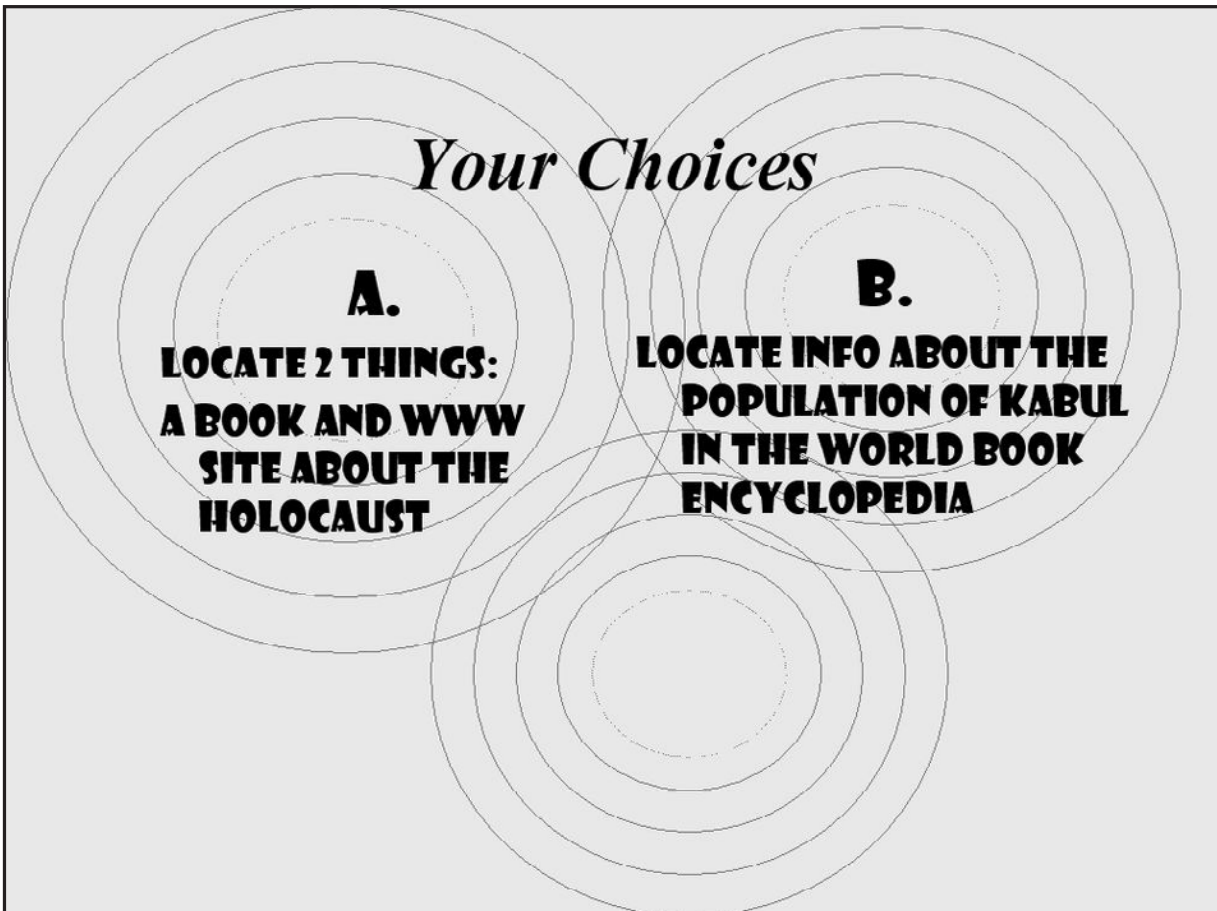 Your Choices
A.
LOCATE 2 THINGS:
A BOOK AND WWW
SITE ABOUT THE
HOLOCAUST
B.
LOCATE INFO ABOUT THE
POPULATION OF KABUL
IN THE WORLD BOOK
ENCYCLOPEDIA